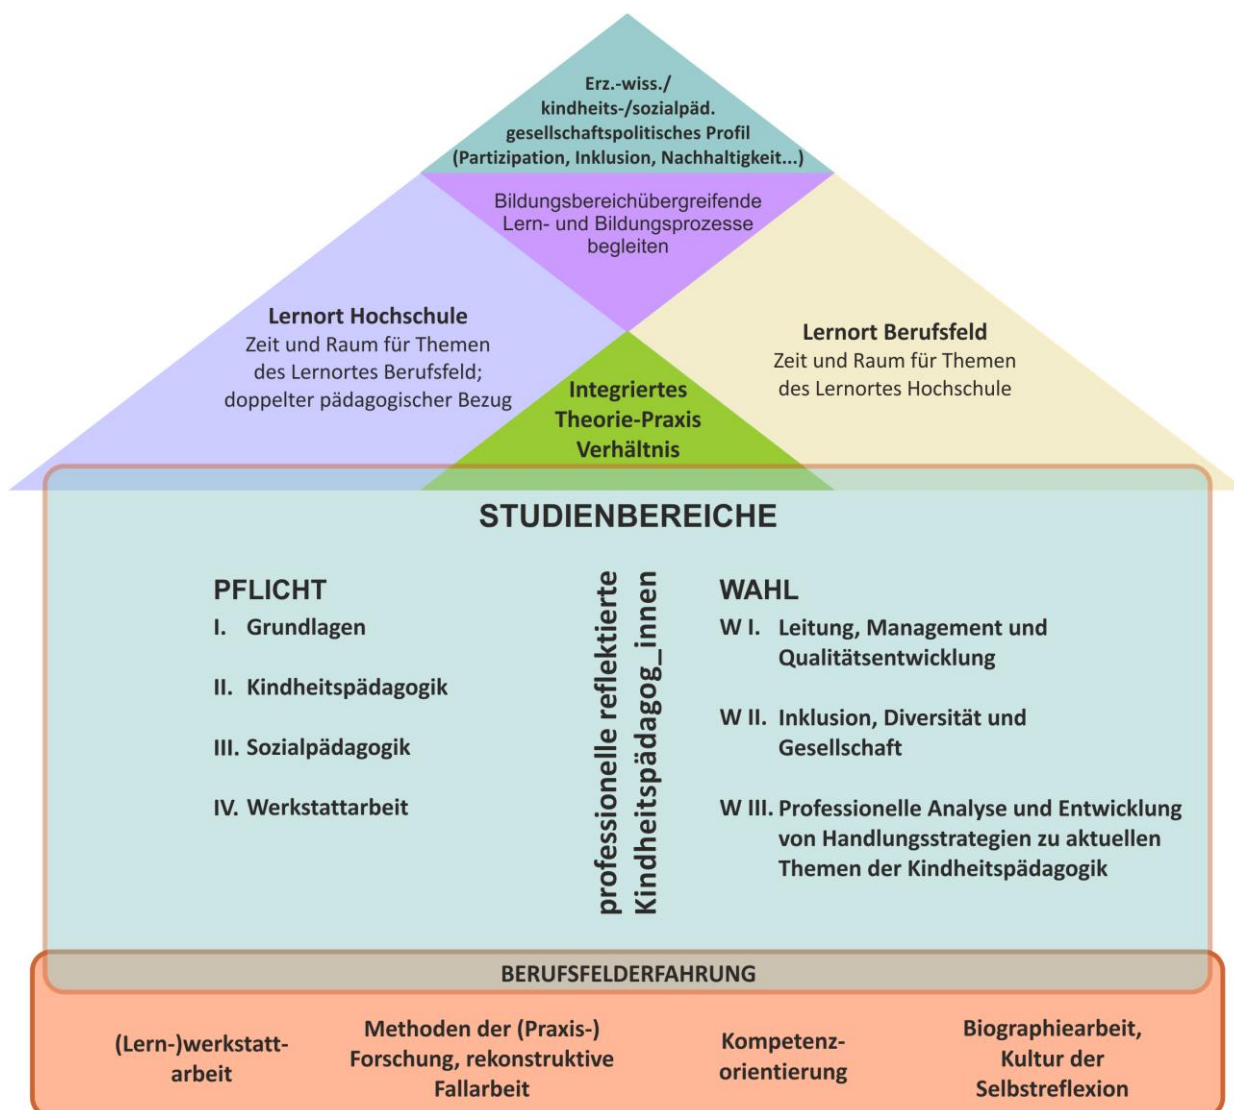 Erz.-wiss./
kindheits-/sozialpäd.
gesellschaftspolitisches Profil
(Partizipation, Inklusion, Nachhaltigkeit...)
Bildungsbereichübergreifende
Lern- und Bildungsprozesse
begleiten
Lernort Hochschule
Zeit und Raum für Themen
des Lernortes Berufsfeld;
doppelter pädagogischer Bezug
Lernort Berufsfeld
Zeit und Raum für Themen
des Lernortes Hochschule
Integriertes
Theorie-Praxis
Verhältnis
STUDIENBEREICHE
PFLICHT
I. Grundlagen
II. Kindheitspädagogik
III. Sozialpädagogik
IV. Werkstattarbeit
professionelle reflektierte
Kindheitspädagog_innen
WAHL
W I. Leitung, Management und
Qualitätsentwicklung
W II. Inklusion, Diversität und
Gesellschaft
W III. Professionelle Analyse und Entwicklung
von Handlungsstrategien zu aktuellen
Themen der Kindheitspädagogik
BERUFSFELDERFAHRUNG
(Lern-)werkstatt-
arbeit
Methoden der (Praxis-)
Forschung, rekonstruktive
Fallarbeit
Kompetenz-
orientierung
Biographiearbeit,
Kultur der
Selbstreflexion